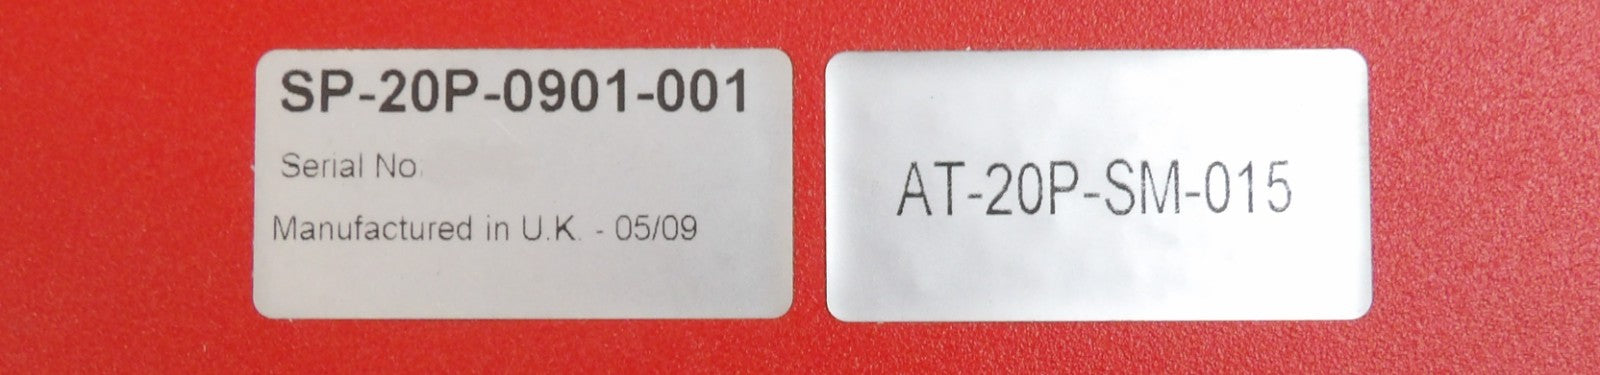 SP-20P-0901-001
Serial No.
Manufactured in U.K. - 05/09
AT-20P-SM-015